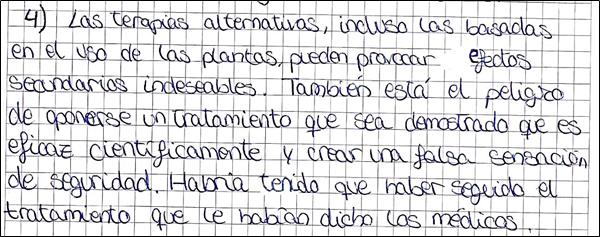 4) Las terapias alternativas, incluso las basadas
en el uso de las plantas, pueden provocar efectos
secundarios indeseables. También está el peligro
de oponerse un tratamiento que sea demostrado que es
eficaz científicamente y crear una falsa sensación
de seguridad. Habría tenido que haber seguido el
tratamiento que le habían dicho los médicos.